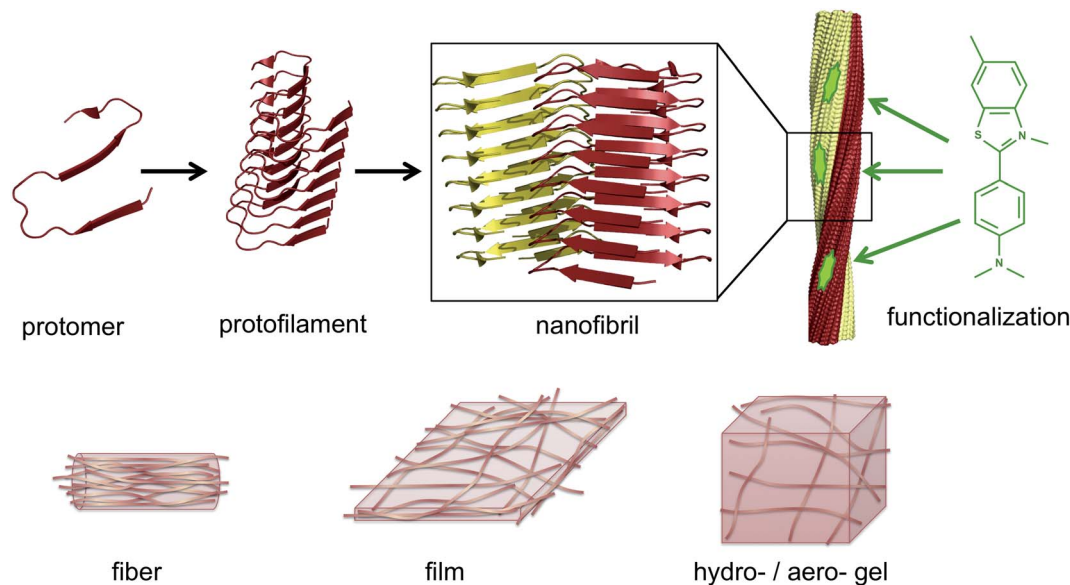 S
N
N
protomer
protofilament
nanofibril
functionalization
fiber
film
hydro- / aero- gel